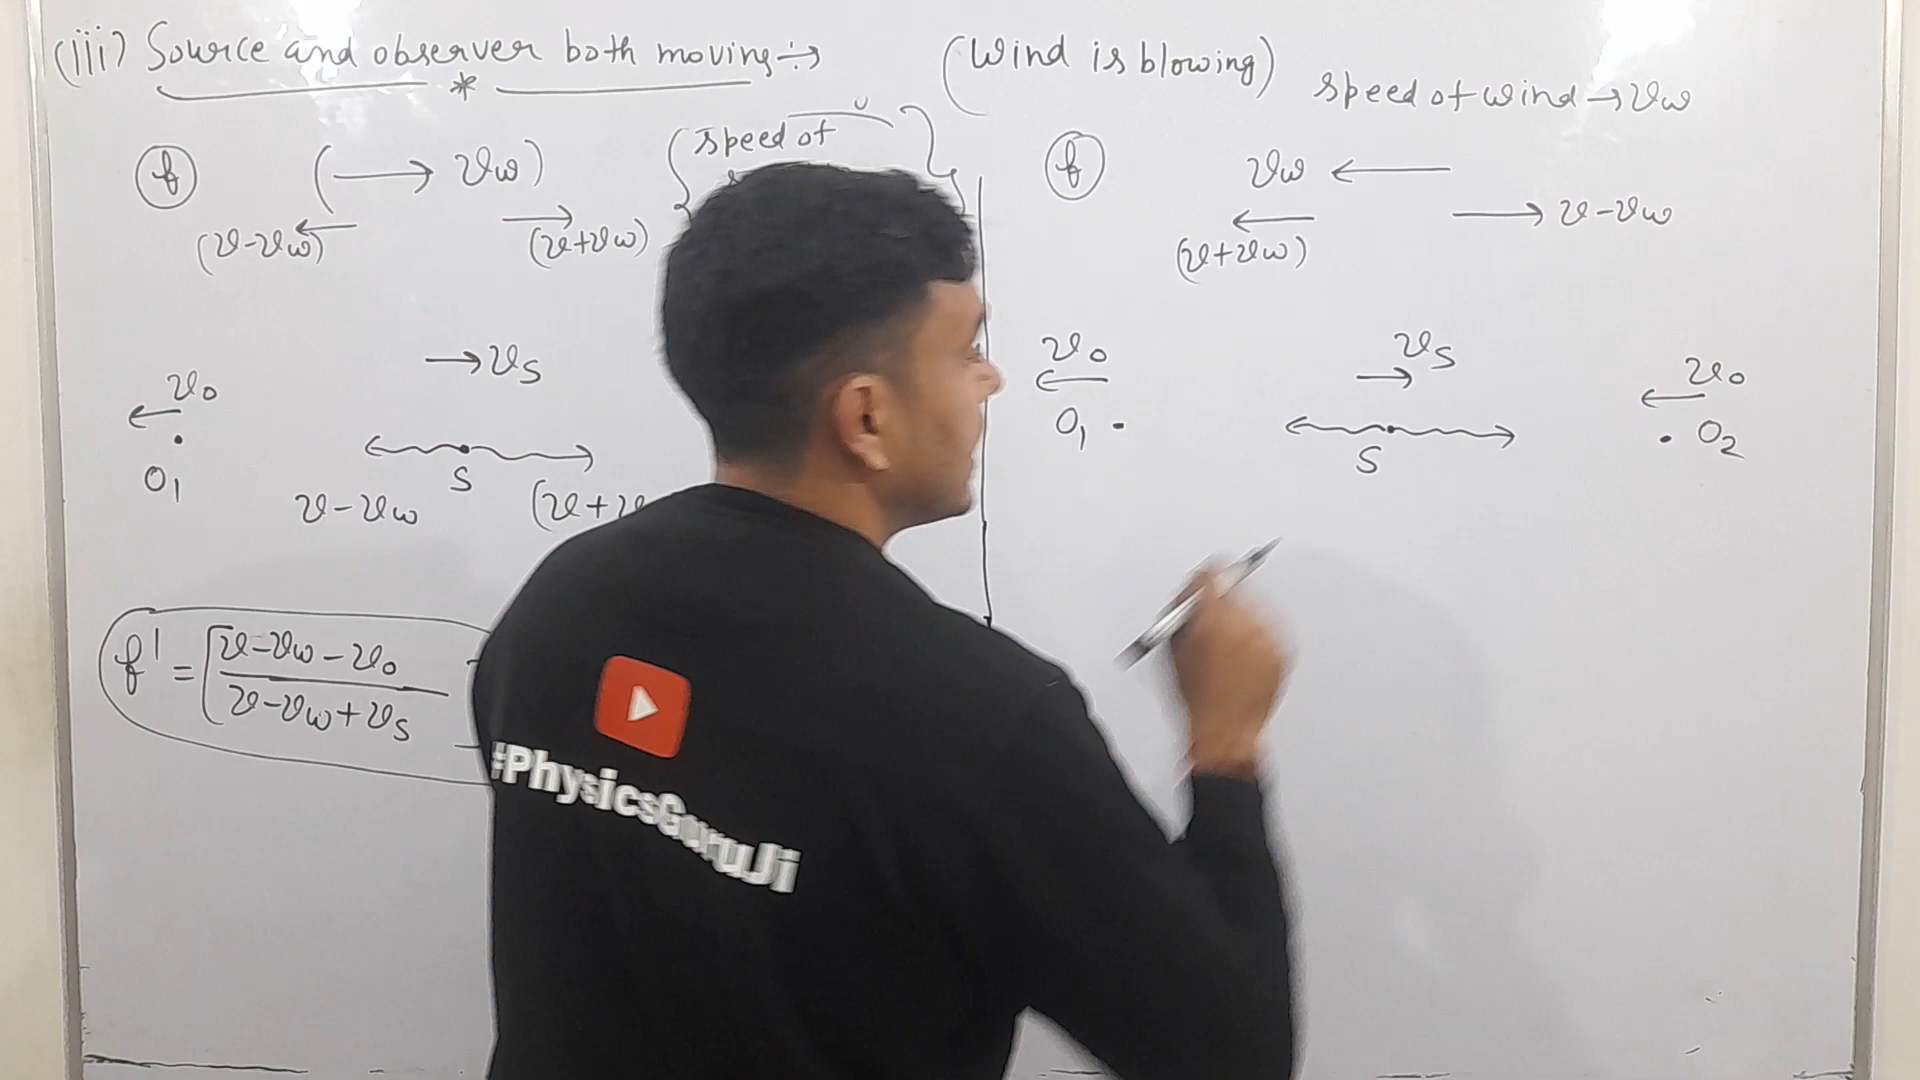 (iii) Source and observer both moving :→
(Wind is blowing)
speed of wind → vw
f
(→ vw)
speed of
(v-vw) ←
→ (v+vw)
f
vw ←
→ v-vw
← (v+vw)
vo
→ vs
O1
S
v-vw
(v+v
f' = [v-vw-vo / v-vw+vs
vo
O1
vs
S
vo
O2
#PhysicsGuruJi